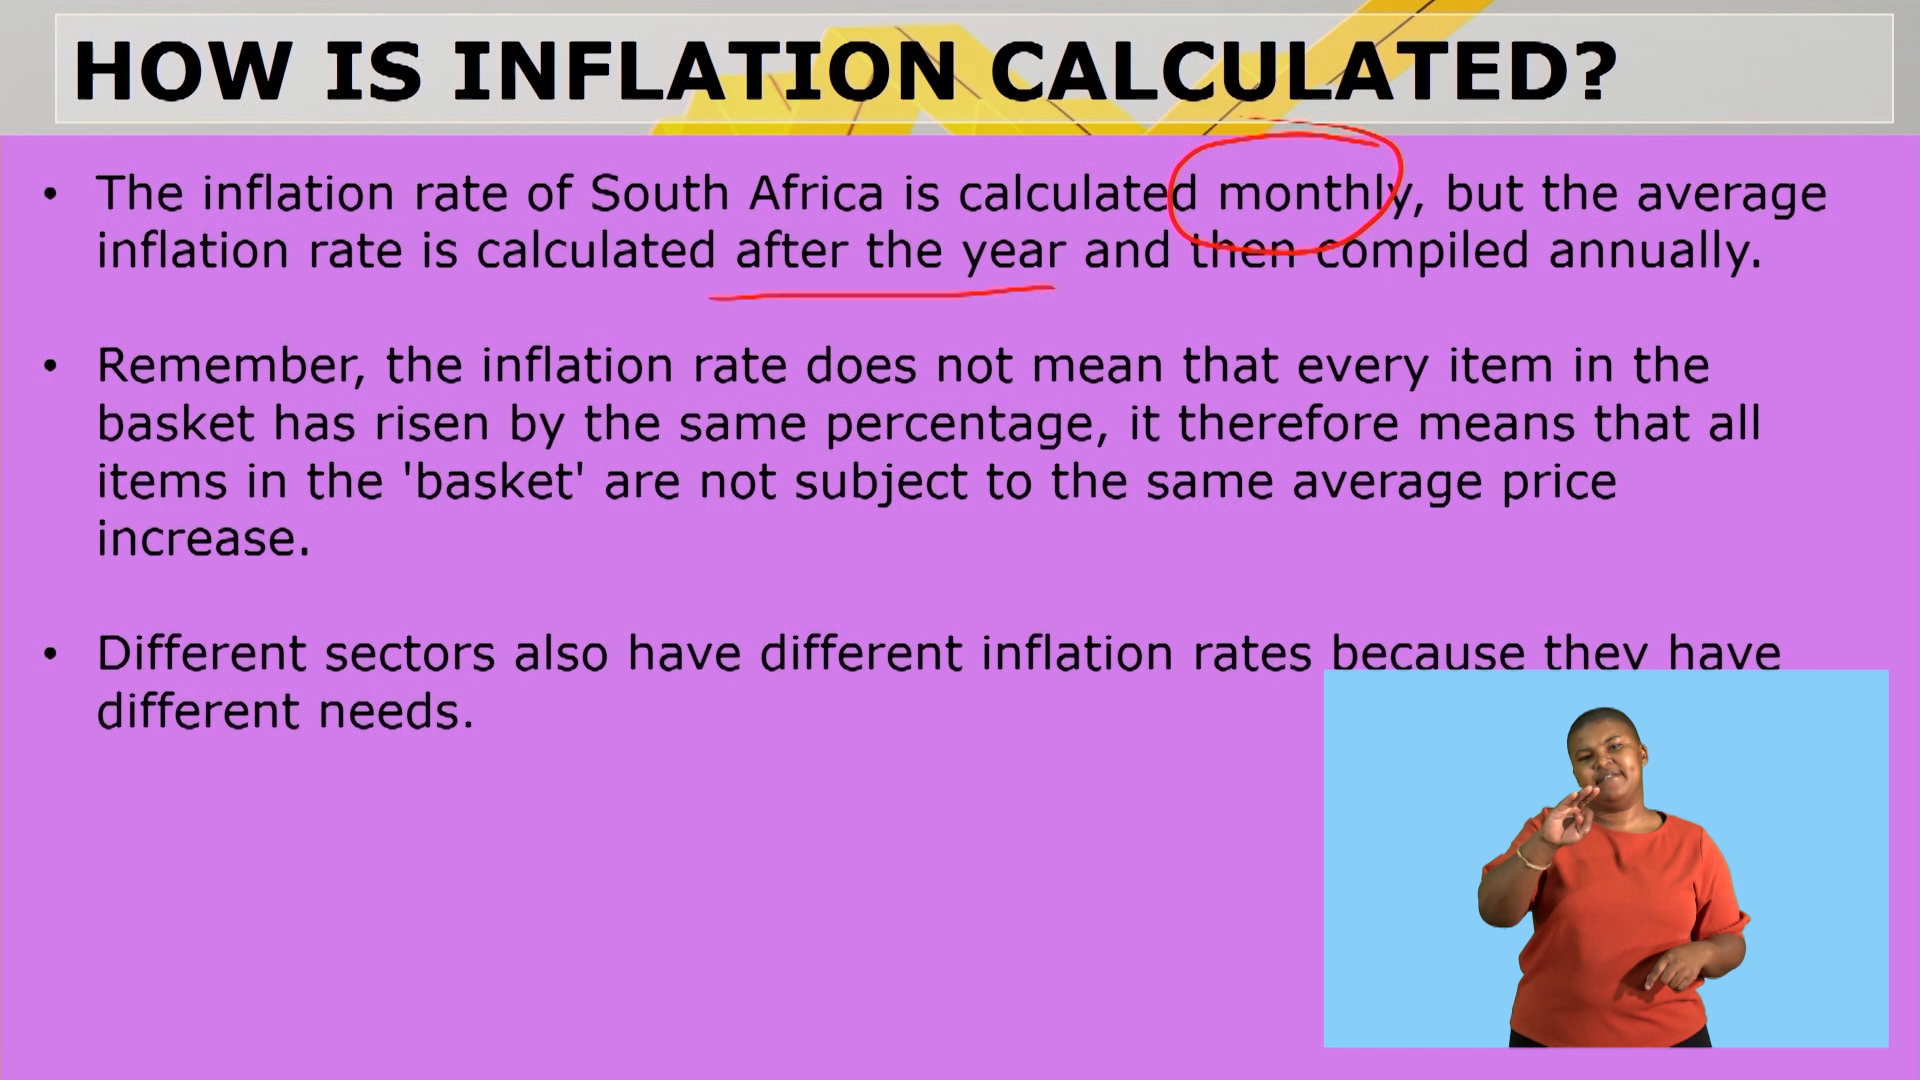 HOW IS INFLATION CALCULATED?
• The inflation rate of South Africa is calculated monthly, but the average
inflation rate is calculated after the year and then compiled annually.
• Remember, the inflation rate does not mean that every item in the
basket has risen by the same percentage, it therefore means that all
items in the 'basket' are not subject to the same average price
increase.
• Different sectors also have different inflation rates because they have
different needs.